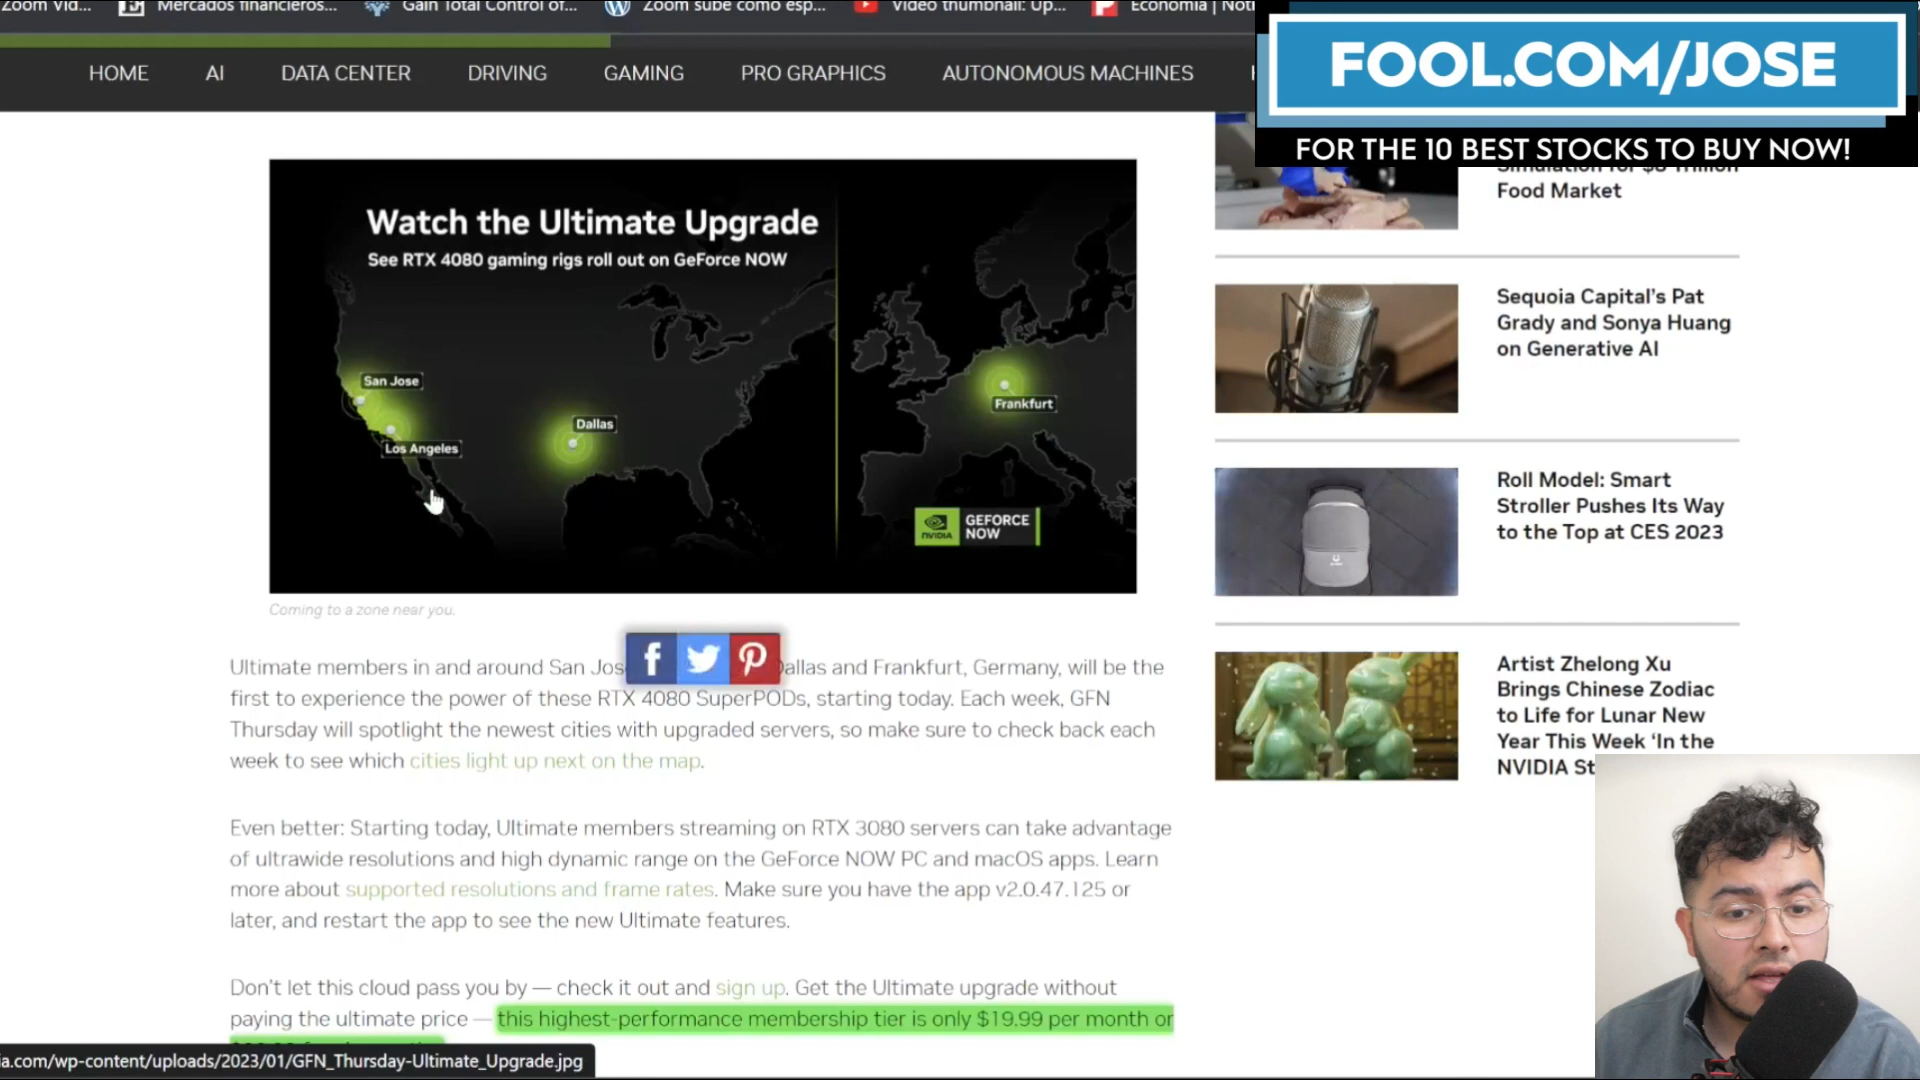 Zoom Vid...
Mercados financieros...
Gain Total Control of...
Zoom sube como esp...
Video thumbnail: Up...
Economía | Noti
HOME
AI
DATA CENTER
DRIVING
GAMING
PRO GRAPHICS
AUTONOMOUS MACHINES
FOOL.COM/JOSE
FOR THE 10 BEST STOCKS TO BUY NOW!
Watch the Ultimate Upgrade
See RTX 4080 gaming rigs roll out on GeForce NOW
San Jose
Los Angeles
Dallas
Frankfurt
NVIDIA
GEFORCE
NOW
Coming to a zone near you.
Ultimate members in and around San Jos allas and Frankfurt, Germany, will be the
first to experience the power of these RTX 4080 SuperPODs, starting today. Each week, GFN
Thursday will spotlight the newest cities with upgraded servers, so make sure to check back each
week to see which cities light up next on the map.
Even better: Starting today, Ultimate members streaming on RTX 3080 servers can take advantage
of ultrawide resolutions and high dynamic range on the GeForce NOW PC and macOS apps. Learn
more about supported resolutions and frame rates. Make sure you have the app v2.0.47.125 or
later, and restart the app to see the new Ultimate features.
Don't let this cloud pass you by — check it out and sign up. Get the Ultimate upgrade without
paying the ultimate price — this highest-performance membership tier is only $19.99 per month or
ia.com/wp-content/uploads/2023/01/GFN_Thursday-Ultimate_Upgrade.jpg
Food Market
Sequoia Capital's Pat
Grady and Sonya Huang
on Generative AI
Roll Model: Smart
Stroller Pushes Its Way
to the Top at CES 2023
Artist Zhelong Xu
Brings Chinese Zodiac
to Life for Lunar New
Year This Week 'In the
NVIDIA St